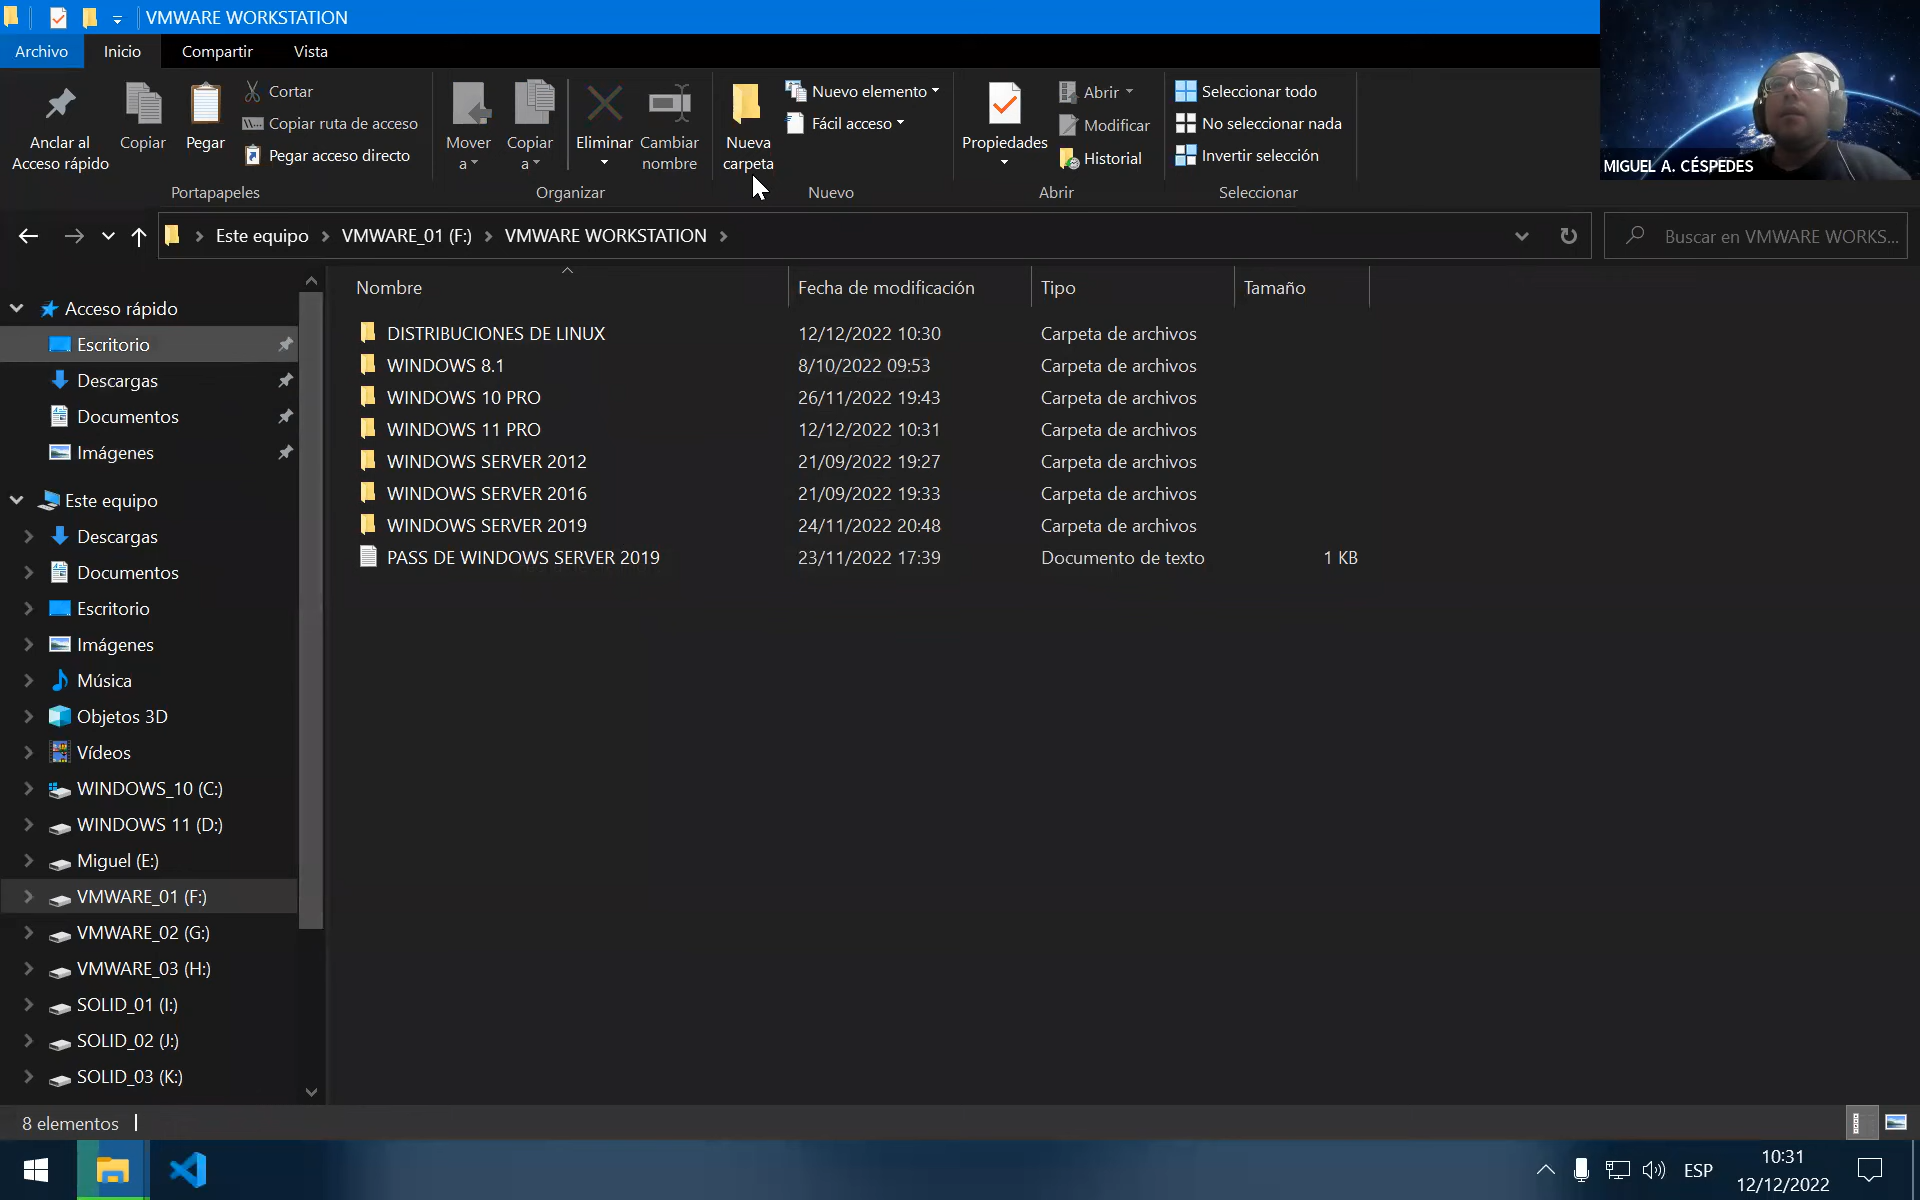 VMWARE WORKSTATION
Archivo Inicio Compartir Vista
Anclar al
Acceso rápido
Copiar
Pegar
Cortar
Copiar ruta de acceso
Pegar acceso directo
Portapapeles
Mover
a
Copiar
a
Eliminar
Cambiar
nombre
Organizar
Nueva
carpeta
Nuevo elemento
Fácil acceso
Nuevo
Propiedades
Abrir
Modificar
Historial
Abrir
Seleccionar todo
No seleccionar nada
Invertir selección
Seleccionar
MIGUEL A. CÉSPEDES
Este equipo VMWARE_01 (F:) VMWARE WORKSTATION
Buscar en VMWARE WORKS...
Acceso rápido
Escritorio
Descargas
Documentos
Imágenes
Este equipo
Descargas
Documentos
Escritorio
Imágenes
Música
Objetos 3D
Vídeos
WINDOWS_10 (C:)
WINDOWS 11 (D:)
Miguel (E:)
VMWARE_01 (F:)
VMWARE_02 (G:)
VMWARE_03 (H:)
SOLID_01 (I:)
SOLID_02 (J:)
SOLID_03 (K:)
Nombre Fecha de modificación Tipo Tamaño
DISTRIBUCIONES DE LINUX 12/12/2022 10:30 Carpeta de archivos
WINDOWS 8.1 8/10/2022 09:53 Carpeta de archivos
WINDOWS 10 PRO 26/11/2022 19:43 Carpeta de archivos
WINDOWS 11 PRO 12/12/2022 10:31 Carpeta de archivos
WINDOWS SERVER 2012 21/09/2022 19:27 Carpeta de archivos
WINDOWS SERVER 2016 21/09/2022 19:33 Carpeta de archivos
WINDOWS SERVER 2019 24/11/2022 20:48 Carpeta de archivos
PASS DE WINDOWS SERVER 2019 23/11/2022 17:39 Documento de texto 1 KB
8 elementos
ESP
10:31
12/12/2022